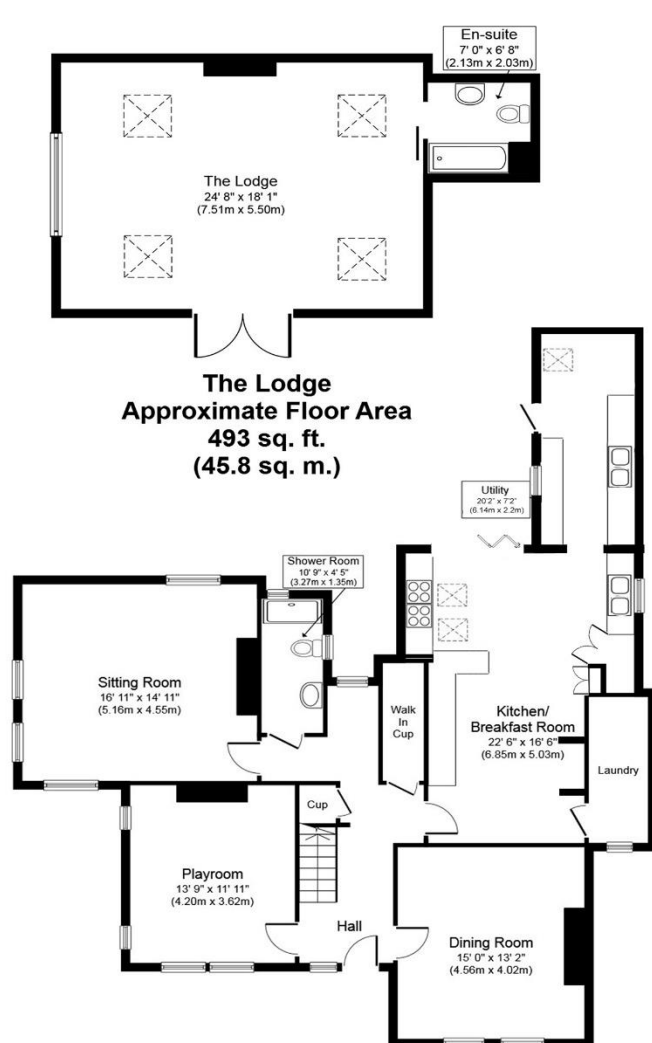 En-suite
7' 0" x 6' 8"
(2.13m x 2.03m)
The Lodge
24' 8" x 18' 1"
(7.51m x 5.50m)
The Lodge
Approximate Floor Area
493 sq. ft.
(45.8 sq. m.)
Utility
20'2" x 7'2"
(6.14m x 2.2m)
Shower Room
10' 9" x 4' 5"
(3.27m x 1.35m)
Sitting Room
16' 11" x 14' 11"
(5.16m x 4.55m)
Walk
In
Cup
Kitchen/
Breakfast Room
22' 6" x 16' 6"
(6.85m x 5.03m)
Laundry
Cup
Playroom
13' 9" x 11' 11"
(4.20m x 3.62m)
Hall
Dining Room
15' 0" x 13' 2"
(4.56m x 4.02m)